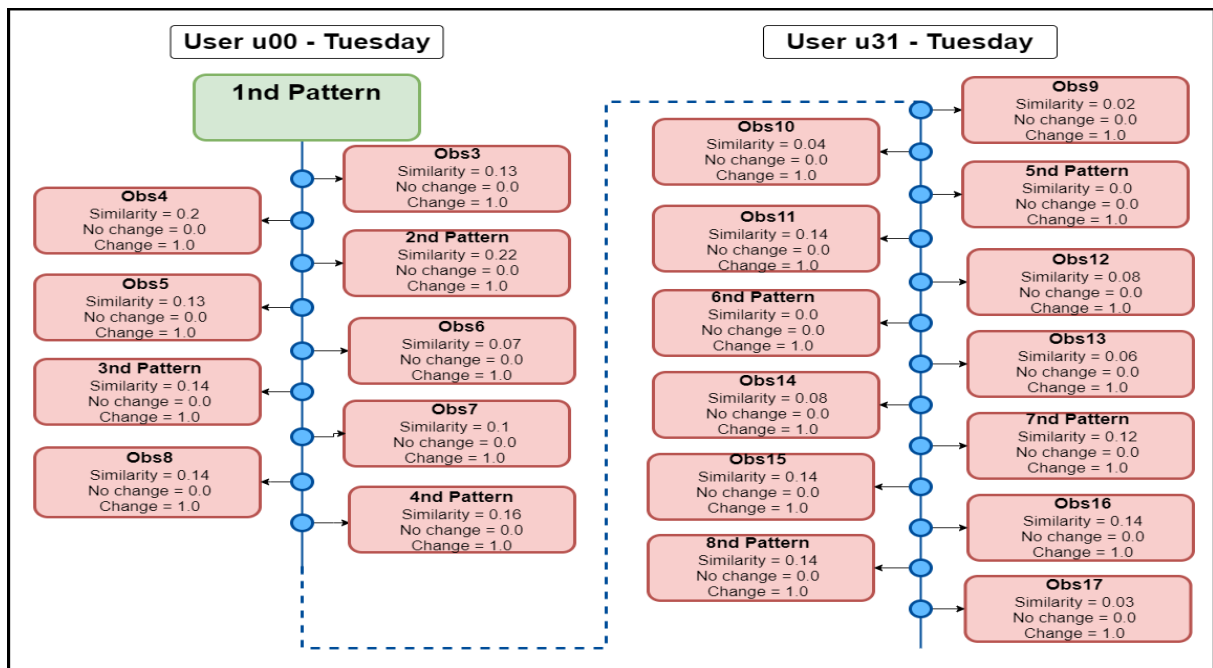 User u00 - Tuesday
1nd Pattern
Obs3
Similarity = 0.13
No change = 0.0
Change = 1.0
Obs4
Similarity = 0.2
No change = 0.0
Change = 1.0
2nd Pattern
Similarity = 0.22
No change = 0.0
Change = 1.0
Obs5
Similarity = 0.13
No change = 0.0
Change = 1.0
Obs6
Similarity = 0.07
No change = 0.0
Change = 1.0
3nd Pattern
Similarity = 0.14
No change = 0.0
Change = 1.0
Obs7
Similarity = 0.1
No change = 0.0
Change = 1.0
Obs8
Similarity = 0.14
No change = 0.0
Change = 1.0
4nd Pattern
Similarity = 0.16
No change = 0.0
Change = 1.0
User u31 - Tuesday
Obs9
Similarity = 0.02
No change = 0.0
Change = 1.0
Obs10
Similarity = 0.04
No change = 0.0
Change = 1.0
5nd Pattern
Similarity = 0.0
No change = 0.0
Change = 1.0
Obs11
Similarity = 0.14
No change = 0.0
Change = 1.0
Obs12
Similarity = 0.08
No change = 0.0
Change = 1.0
6nd Pattern
Similarity = 0.0
No change = 0.0
Change = 1.0
Obs13
Similarity = 0.06
No change = 0.0
Change = 1.0
Obs14
Similarity = 0.08
No change = 0.0
Change = 1.0
7nd Pattern
Similarity = 0.12
No change = 0.0
Change = 1.0
Obs15
Similarity = 0.14
No change = 0.0
Change = 1.0
Obs16
Similarity = 0.14
No change = 0.0
Change = 1.0
8nd Pattern
Similarity = 0.14
No change = 0.0
Change = 1.0
Obs17
Similarity = 0.03
No change = 0.0
Change = 1.0